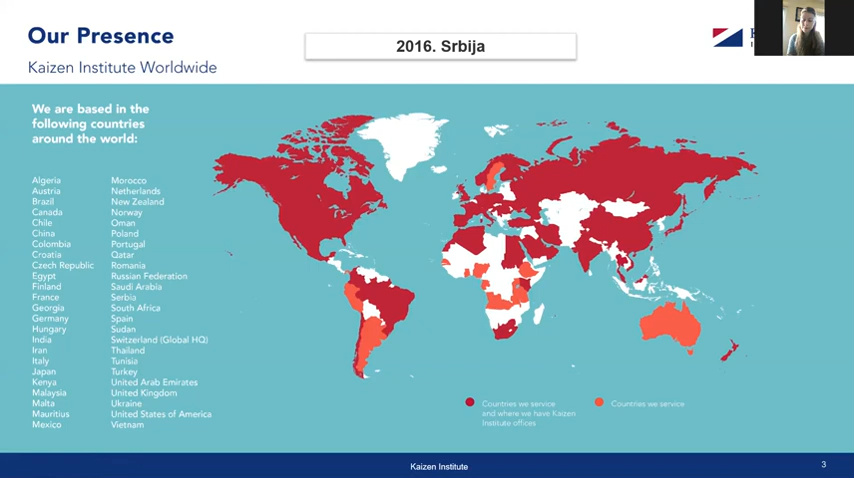 Our Presence
2016. Srbija
Kaizen Institute Worldwide
We are based in the
following countries
around the world:
Algeria
Austria
Brazil
Canada
Chile
China
Colombia
Croatia
Czech Republic
Egypt
Finland
France
Georgia
Germany
Hungary
India
Iran
Italy
Japan
Kenya
Malaysia
Malta
Mauritius
Mexico
Morocco
Netherlands
New Zealand
Norway
Oman
Poland
Portugal
Qatar
Romania
Russian Federation
Saudi Arabia
Serbia
South Africa
Spain
Sudan
Switzerland (Global HQ)
Thailand
Tunisia
Turkey
United Arab Emirates
United Kingdom
Ukraine
United States of America
Vietnam
Countries we service
and where we have Kaizen
Institute offices
Countries we service
Kaizen Institute
3